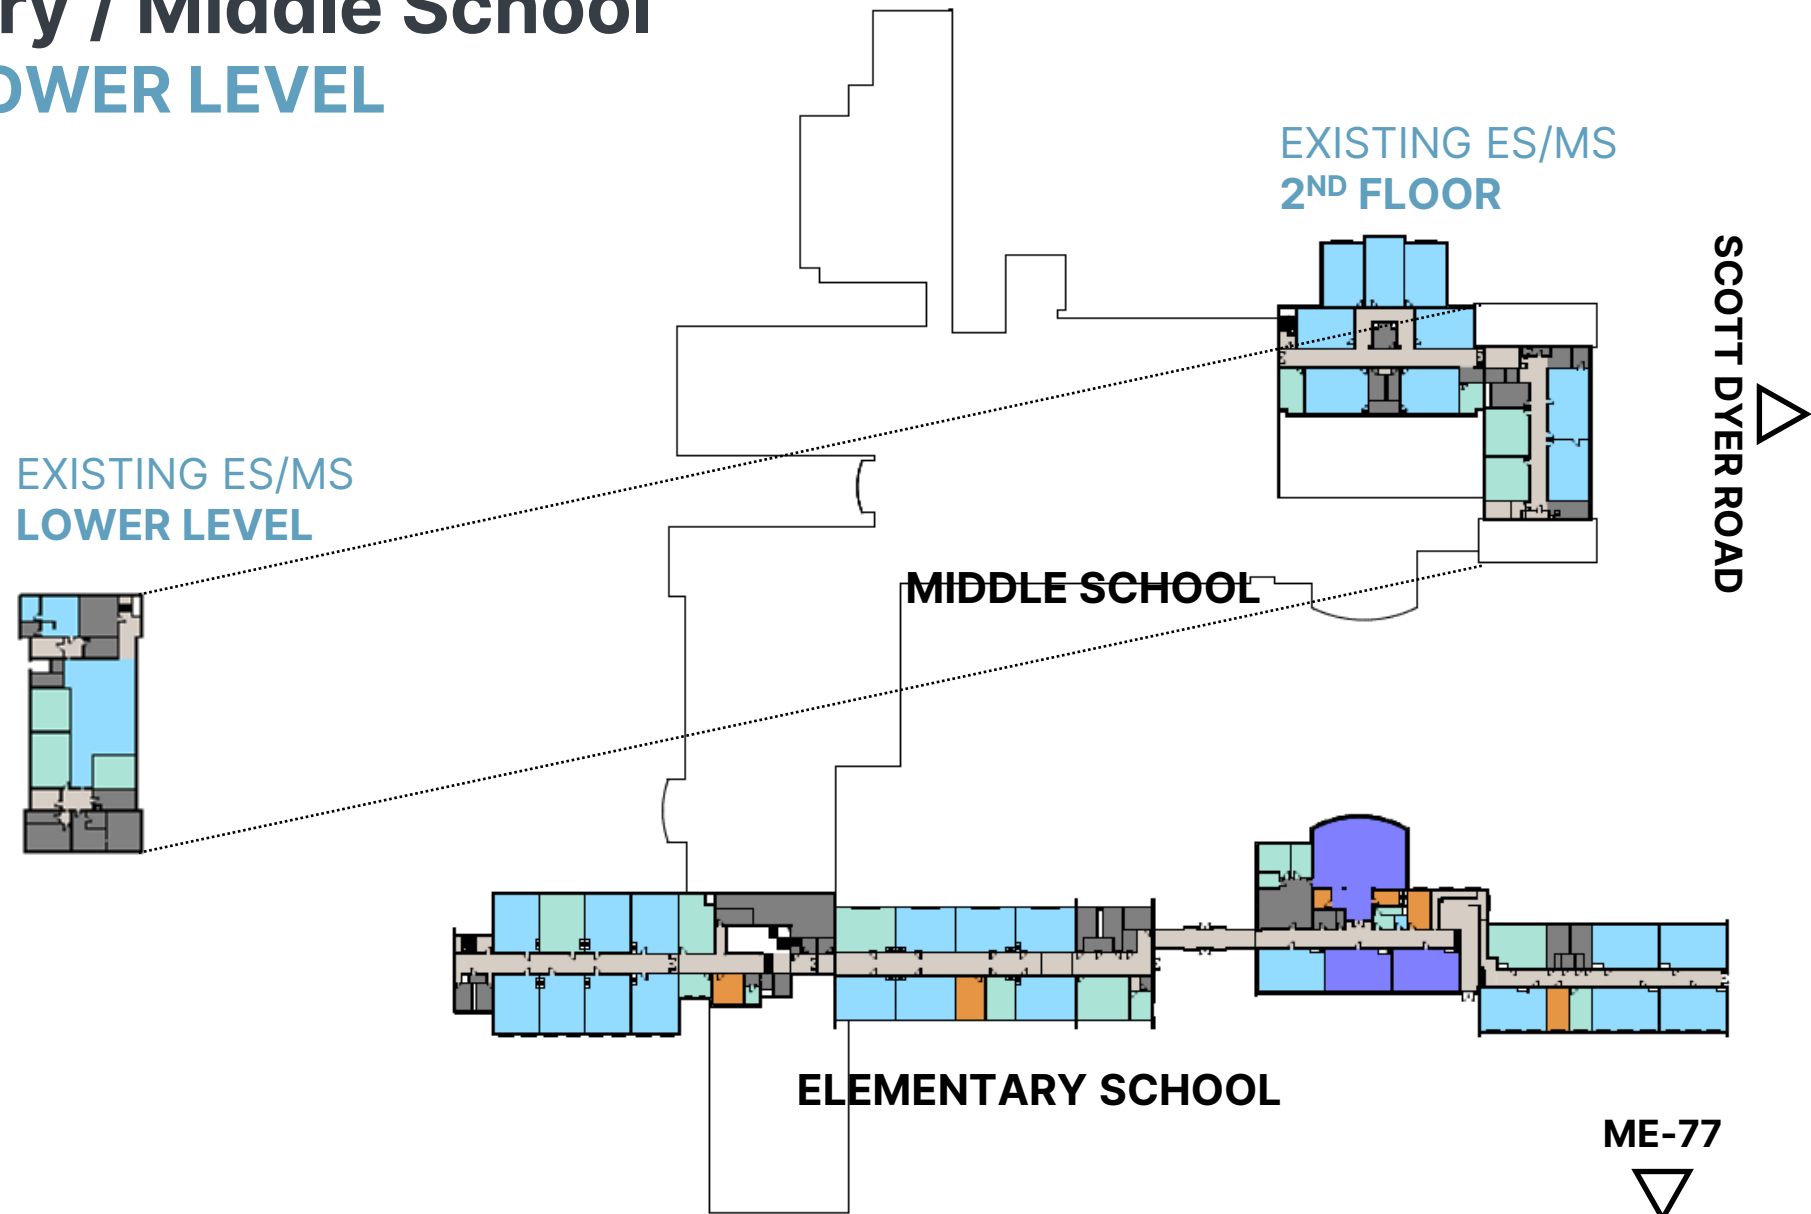 ry / Middle School
OWER LEVEL
EXISTING ES/MS
2ND FLOOR
SCOTT DYER ROAD
EXISTING ES/MS
LOWER LEVEL
MIDDLE SCHOOL
ELEMENTARY SCHOOL
ME-77